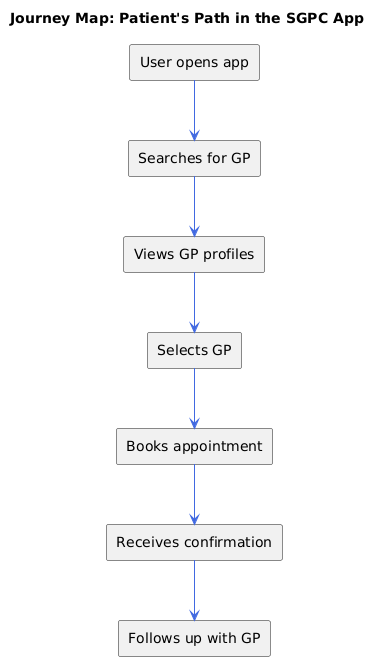 Journey Map: Patient's Path in the SGPC App
User opens app
Searches for GP
Views GP profiles
Selects GP
Books appointment
Receives confirmation
Follows up with GP